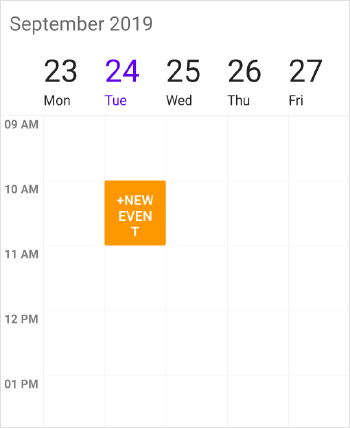 September 2019
23 24 25 26 27
Mon Tue Wed Thu Fri
09 AM
10 AM
+NEW
EVEN
T
11 AM
12 PM
01 PM